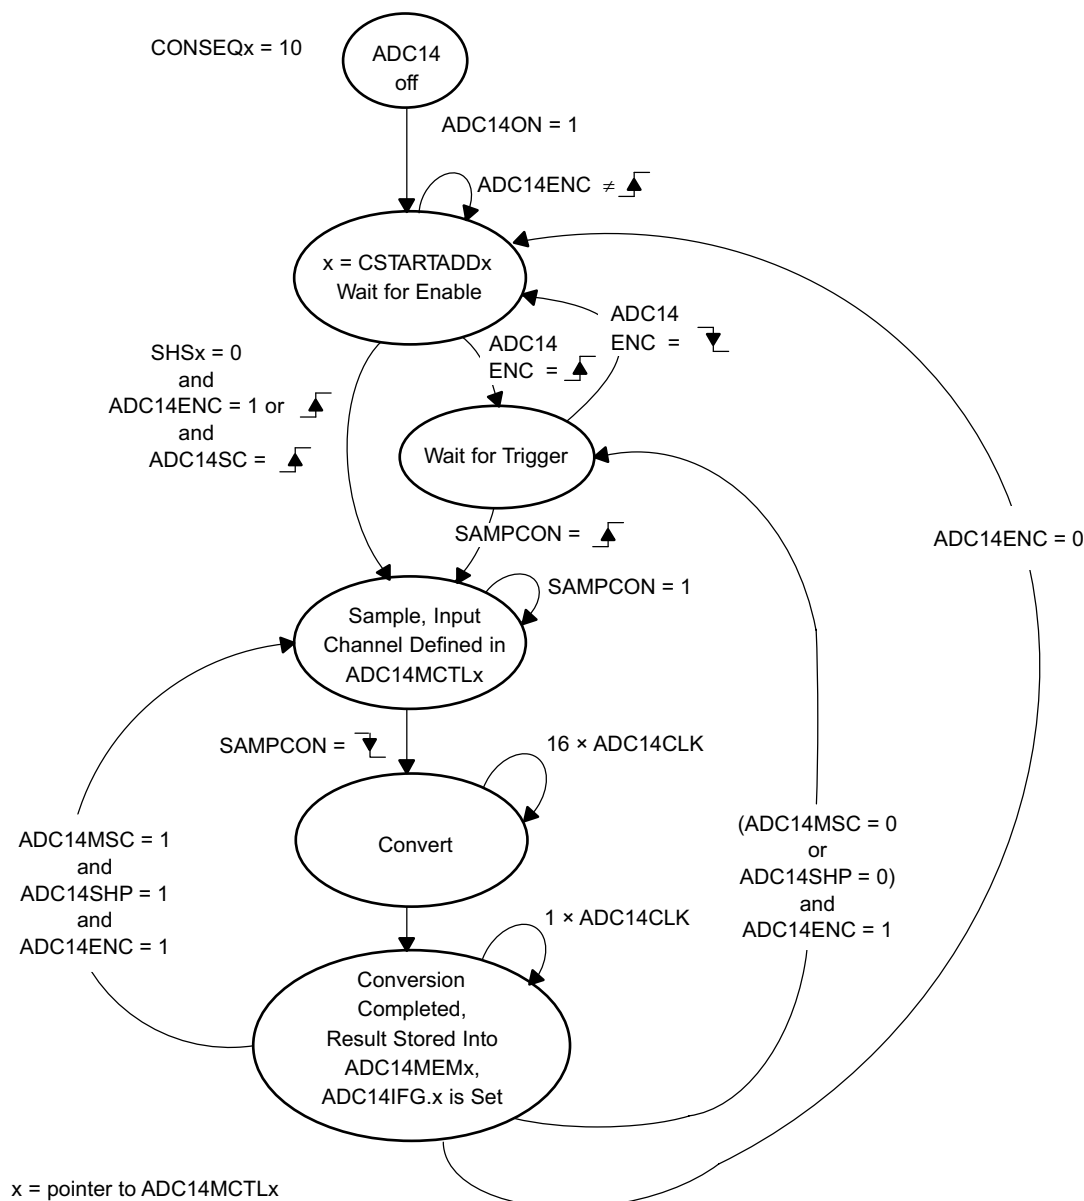 CONSEQx = 10
ADC14
off
ADC14ON = 1
ADC14ENC ≠
x = CSTARTADDx
Wait for Enable
ADC14
ENC =
ADC14
ENC =
SHSx = 0
and
ADC14ENC = 1 or
and
ADC14SC =
Wait for Trigger
SAMPCON =
ADC14ENC = 0
SAMPCON = 1
Sample, Input
Channel Defined in
ADC14MCTLx
SAMPCON =
16 × ADC14CLK
Convert
ADC14MSC = 1
and
ADC14SHP = 1
and
ADC14ENC = 1
(ADC14MSC = 0
or
ADC14SHP = 0)
and
ADC14ENC = 1
1 × ADC14CLK
Conversion
Completed,
Result Stored Into
ADC14MEMx,
ADC14IFG.x is Set
x = pointer to ADC14MCTLx